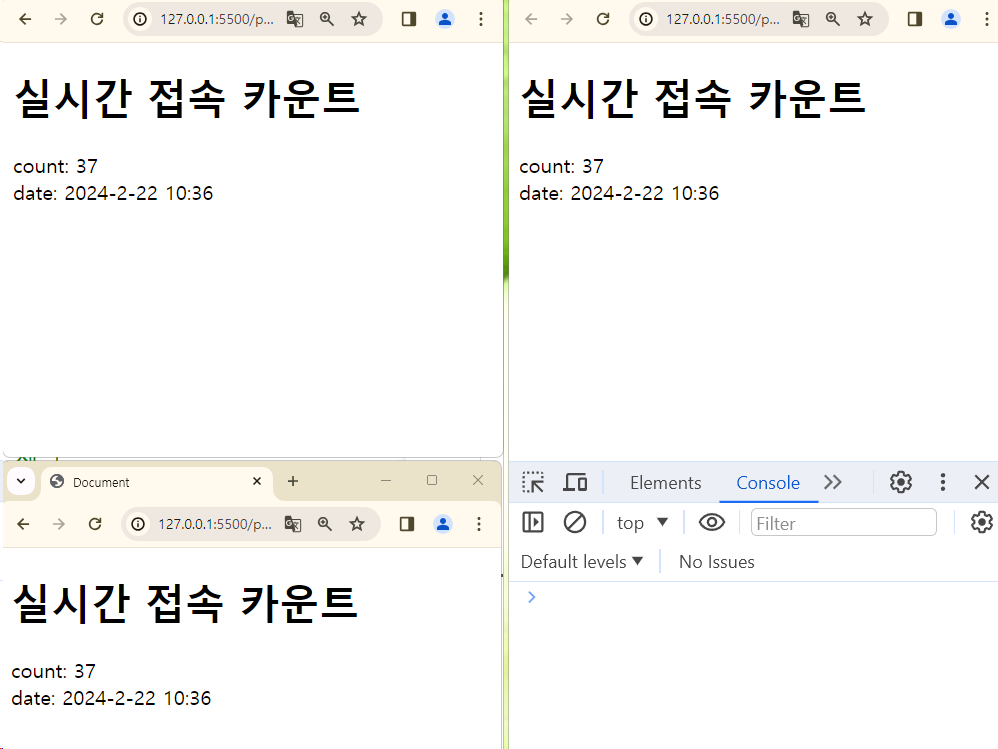 127.0.0.1:5500/p...
실시간 접속 카운트
count: 37
date: 2024-2-22 10:36
127.0.0.1:5500/p...
실시간 접속 카운트
count: 37
date: 2024-2-22 10:36
Document
127.0.0.1:5500/p...
실시간 접속 카운트
count: 37
date: 2024-2-22 10:36
Elements Console
top Filter
Default levels No Issues